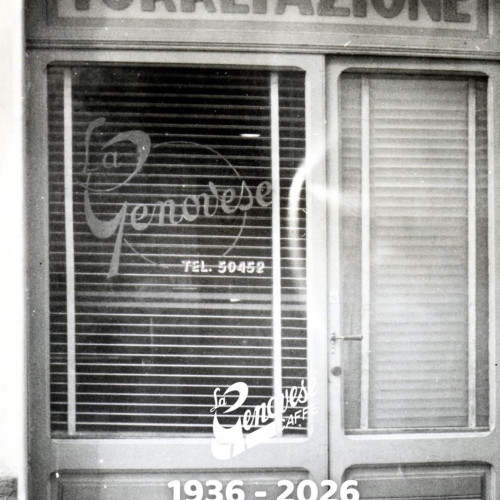 TORREFAZIONE
La
Genovese
TEL. 50452
La
Genovese
CAFFÈ
1936 - 2026